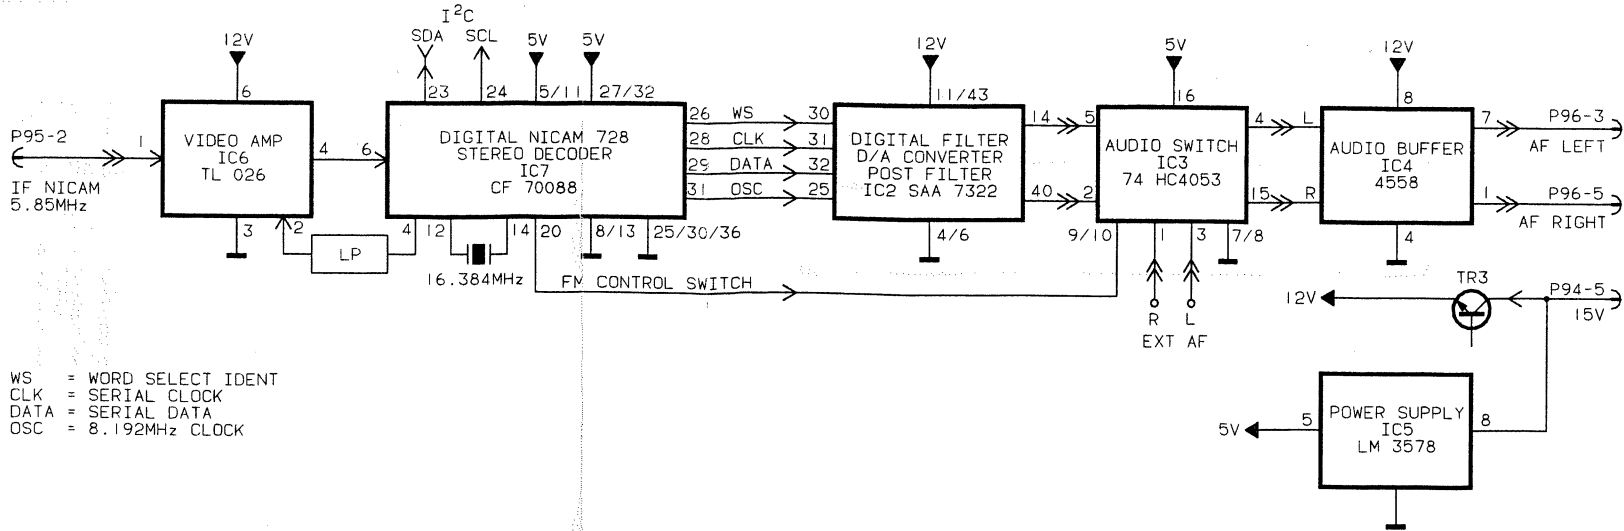 I²C
SDA SCL
12V
5V 5V
12V
5V
12V
6
23 24 5/11 27/32
11/43
16
8
P95-2
IF NICAM
5.85MHz
1
VIDEO AMP
IC6
TL 026
4 6
3 2
LP
DIGITAL NICAM 728
STEREO DECODER
IC7
CF 70088
4 12 14 20 8/13 25/30/36
16.384MHz
FM CONTROL SWITCH
26 WS 30
28 CLK 31
29 DATA 32
31 OSC 25
DIGITAL FILTER
D/A CONVERTER
POST FILTER
IC2 SAA 7322
4/6
14 5
40 2
AUDIO SWITCH
IC3
74 HC4053
9/10 1 3 7/8
R L
EXT AF
4 L
15 R
AUDIO BUFFER
IC4
4558
4
7 P96-3
AF LEFT
1 P96-5
AF RIGHT
TR3
12V
P94-5
15V
POWER SUPPLY
IC5
LM 3578
5V 5 8
WS = WORD SELECT IDENT
CLK = SERIAL CLOCK
DATA = SERIAL DATA
OSC = 8.192MHz CLOCK